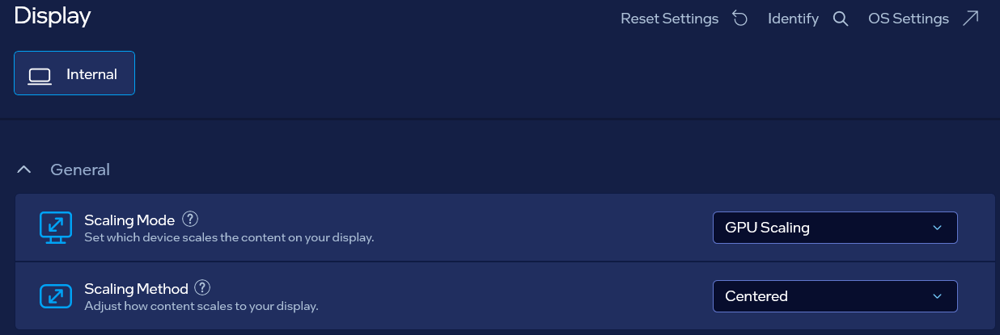 Display
Reset Settings
Identify
OS Settings
Internal
General
Scaling Mode ?
Set which device scales the content on your display.
GPU Scaling
Scaling Method ?
Adjust how content scales to your display.
Centered